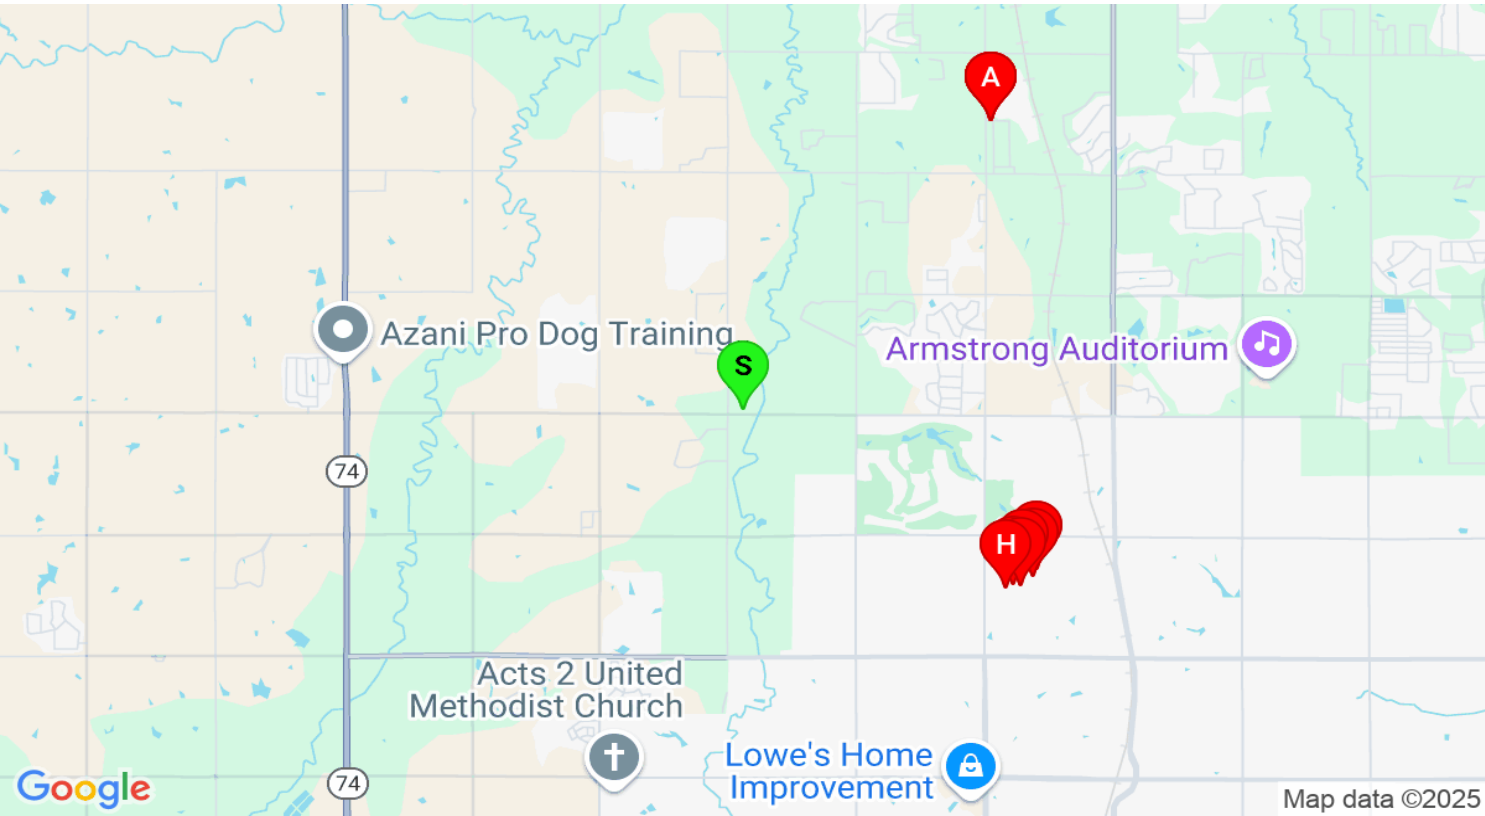 A
Azani Pro Dog Training
Armstrong Auditorium
S
74
H
Acts 2 United
Methodist Church
Lowe's Home
Improvement
74
Google
Map data ©2025